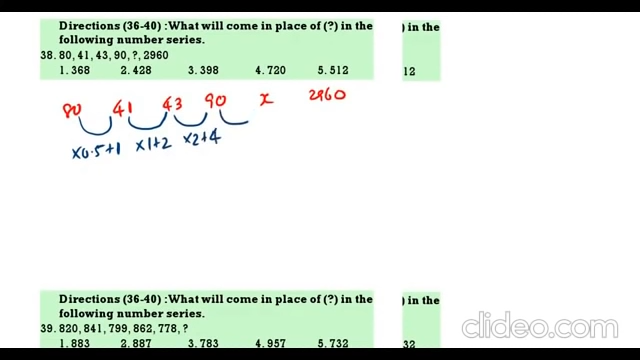 Directions (36-40) :What will come in place of (?) in the
following number series.
) in the
38. 80, 41, 43, 90, ?, 2960
1. 368 2. 428 3. 398 4. 720 5. 512
12
80 41 43 90 x 2960
×0.5+1 ×1+2 ×2+4
Directions (36-40) :What will come in place of (?) in the
following number series.
) in the
39. 820, 841, 799, 862, 778, ?
1. 883 2. 887 3. 783 4. 957 5. 732
32
clideo.com